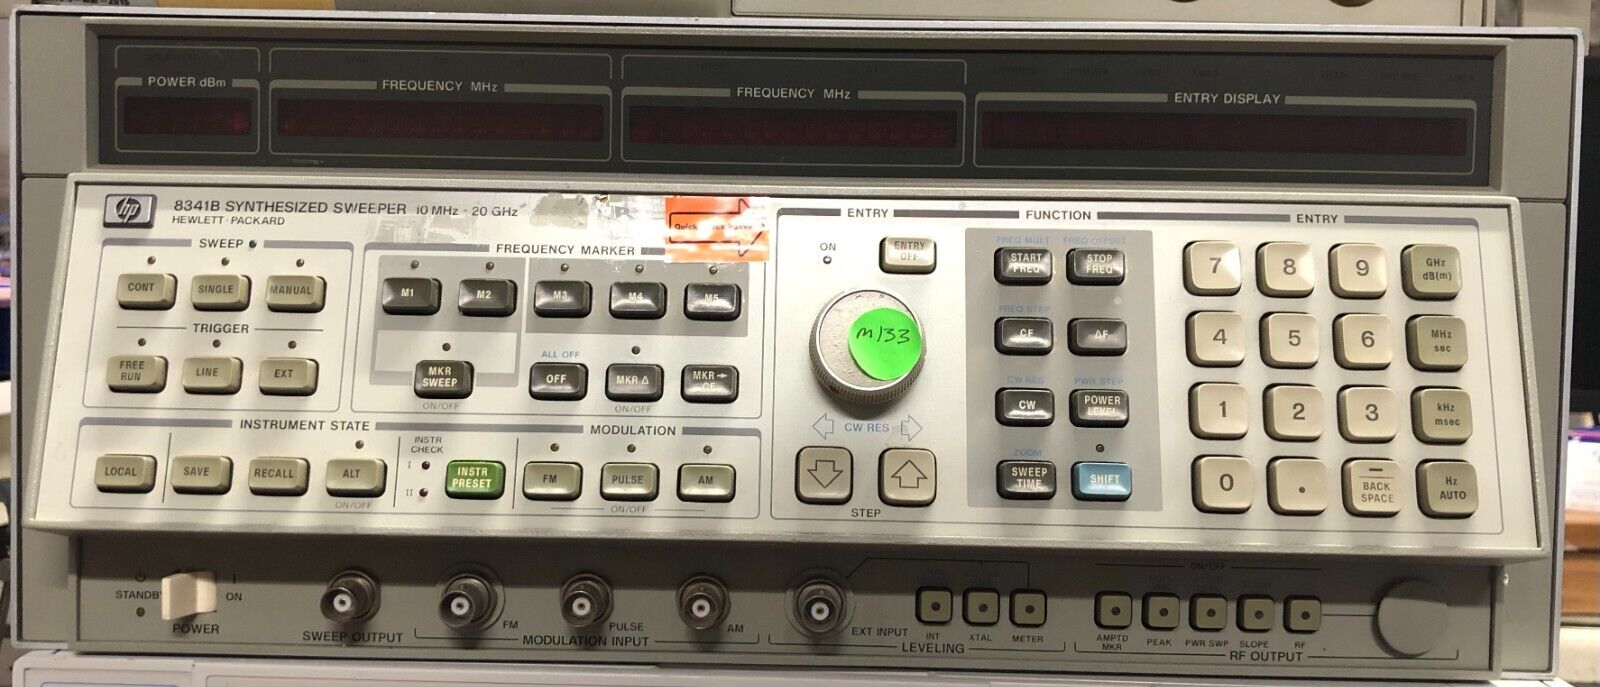 POWER dBm
FREQUENCY MHz
FREQUENCY MHz
ENTRY DISPLAY
hp
8341B SYNTHESIZED SWEEPER 10 MHz - 20 GHz
HEWLETT · PACKARD
Quick
SWEEP
CONT
SINGLE
MANUAL
TRIGGER
FREE RUN
LINE
EXT
FREQUENCY MARKER
M1
M2
M3
M4
M5
MKR SWEEP
ON/OFF
ALL OFF
OFF
MKR Δ
ON/OFF
MKR → CF
INSTRUMENT STATE
LOCAL
SAVE
RECALL
ALT
ON/OFF
INSTR CHECK
I
II
INSTR PRESET
MODULATION
FM
PULSE
AM
ON/OFF
ENTRY
ON
ENTRY OFF
M133
CW RES
STEP
FUNCTION
FREQ MULT
START FREQ
FREQ OFFSET
STOP FREQ
FREQ STEP
CF
ΔF
CW RES
CW
PWR STEP
POWER LEVEL
ZOOM
SWEEP TIME
SHIFT
ENTRY
7
8
9
GHz dB(m)
4
5
6
MHz sec
1
2
3
kHz msec
0
.
− BACK SPACE
Hz AUTO
STANDBY
ON
POWER
SWEEP OUTPUT
FM
PULSE
AM
MODULATION INPUT
EXT INPUT
INT
XTAL
METER
LEVELING
ON/OFF
AMPTD MKR
PEAK
PWR SWP
SLOPE
RF
RF OUTPUT